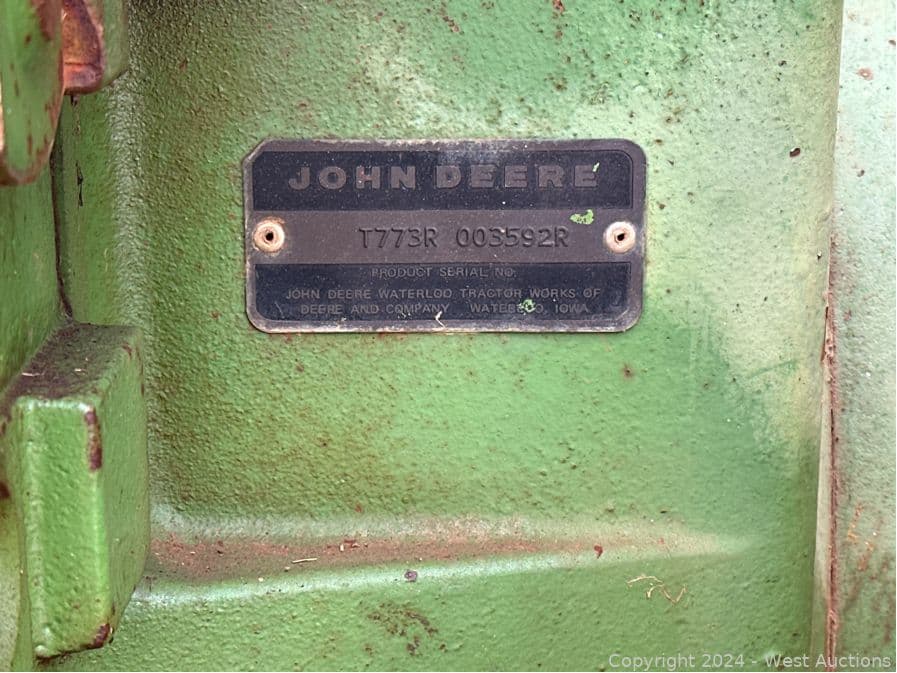 JOHN DEERE
T773R 003592R
PRODUCT SERIAL NO.
JOHN DEERE WATERLOO TRACTOR WORKS OF
DEERE AND COMPANY IOWA
Copyright 2024 - West Auctions